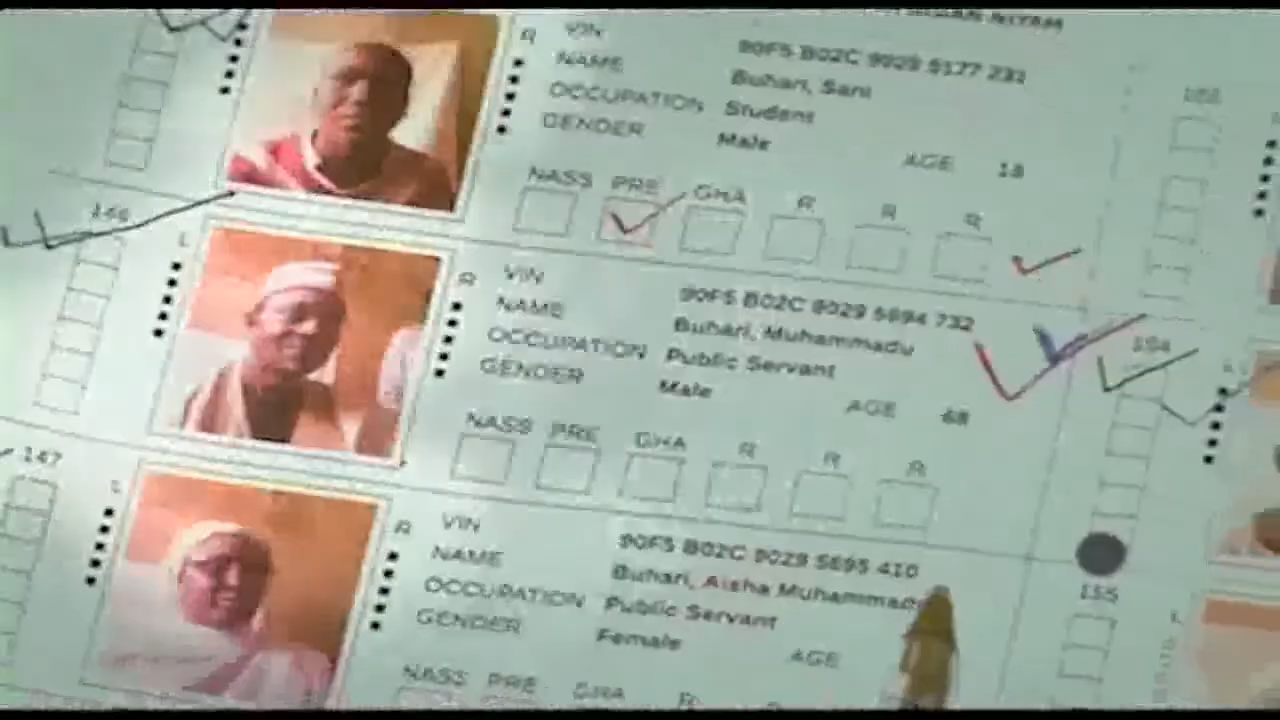 VIN 90F5 B02C 9029 5177 231
NAME Buhari, Sani
OCCUPATION Student
GENDER Male AGE 18
NASS PRE GHA R R R
R
L
146
VIN 90F5 B02C 9029 5694 732
NAME Buhari, Muhammadu
OCCUPATION Public Servant
GENDER Male AGE 68
NASS PRE GHA R R R
R
154
L
147
VIN 90F5 B02C 9029 5695 410
NAME Buhari, Aisha Muhammadu
OCCUPATION Public Servant
GENDER Female AGE
NASS PRE GHA R
R
155
L